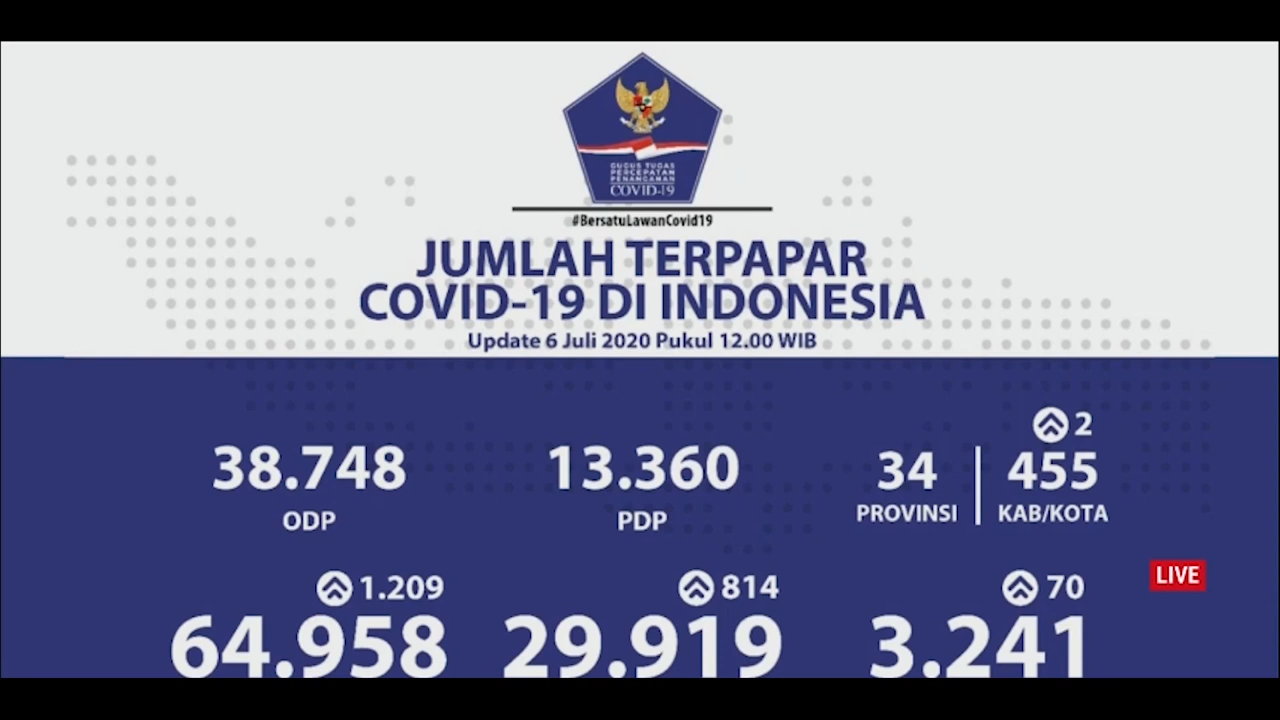 GUGUS TUGAS
PERCEPATAN
PENANGANAN
COVID-19
#BersatuLawanCovid19
JUMLAH TERPAPAR
COVID-19 DI INDONESIA
Update 6 Juli 2020 Pukul 12.00 WIB
38.748
ODP
13.360
PDP
34
PROVINSI
2
455
KAB/KOTA
1.209
64.958
814
29.919
70
3.241
LIVE